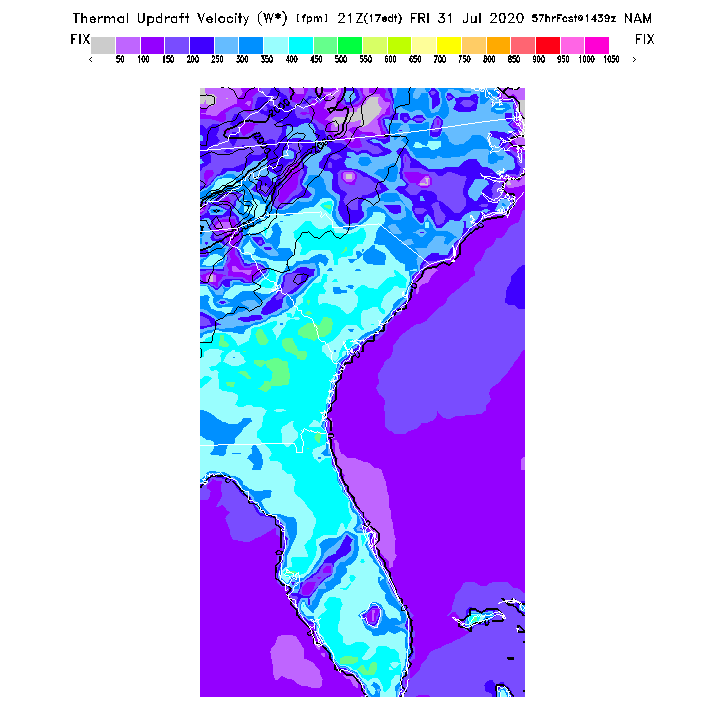 Thermal Updraft Velocity (W*) [fpm] 21Z(17edt) FRI 31 Jul 2020 57hrFcst@1439z NAM
FIX FIX
< 50 100 150 200 250 300 350 400 450 500 550 600 650 700 750 800 850 900 950 1000 1050 >